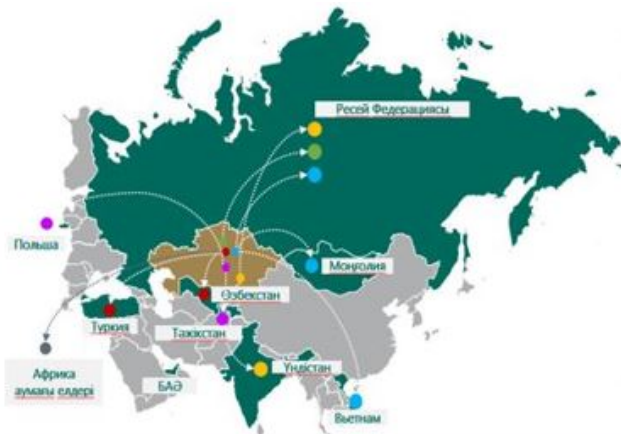 Ресей Федерациясы
Польша
Моңғолия
Өзбекстан
Түркия
Тәжікстан
Африка
аумағы елдері
БАӘ
Үндістан
Вьетнам